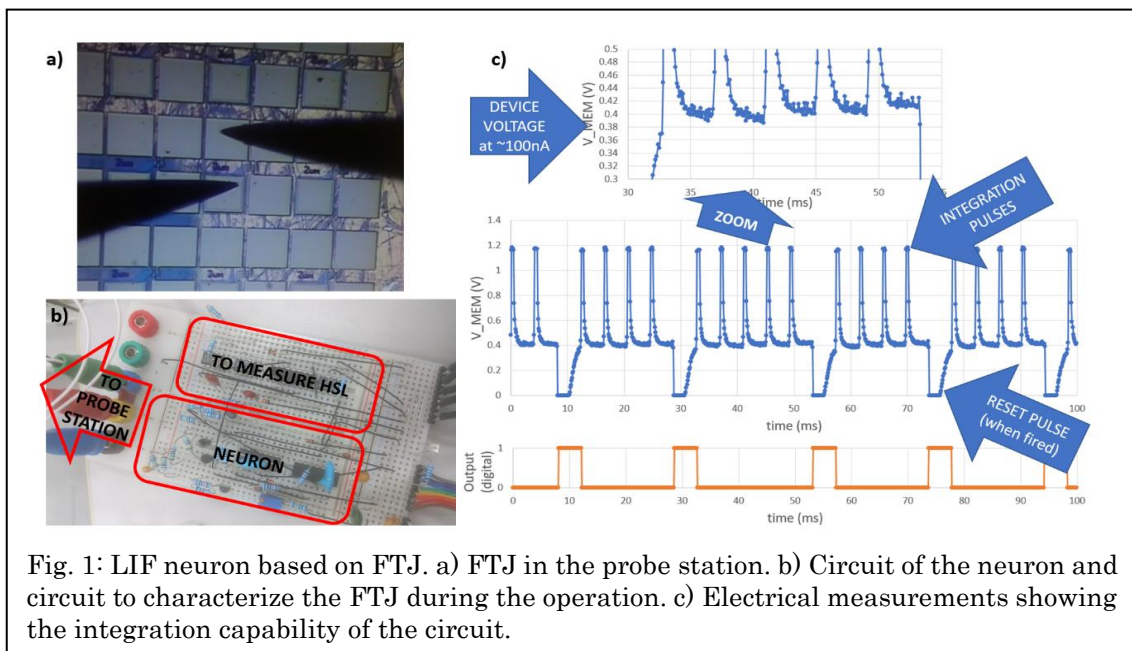 a)
3um
2um
3um
2um
b)
TO MEASURE HSL
TO
PROBE
STATION
NEURON
c)
DEVICE
VOLTAGE
at ~100nA
V_MEM (V)
0.5
0.48
0.46
0.44
0.42
0.4
0.38
0.36
0.34
0.32
0.3
30 35 40 45 50
time (ms)
ZOOM
INTEGRATION
PULSES
V_MEM (V)
1.4
1.2
1
0.8
0.6
0.4
0.2
0
0 10 20 30 40 50 60 70 100
time (ms)
RESET PULSE
(when fired)
Output
(digital)
1
0
0 10 20 30 40 50 60 70 80 90 100
time (ms)
Fig. 1: LIF neuron based on FTJ. a) FTJ in the probe station. b) Circuit of the neuron and
circuit to characterize the FTJ during the operation. c) Electrical measurements showing
the integration capability of the circuit.